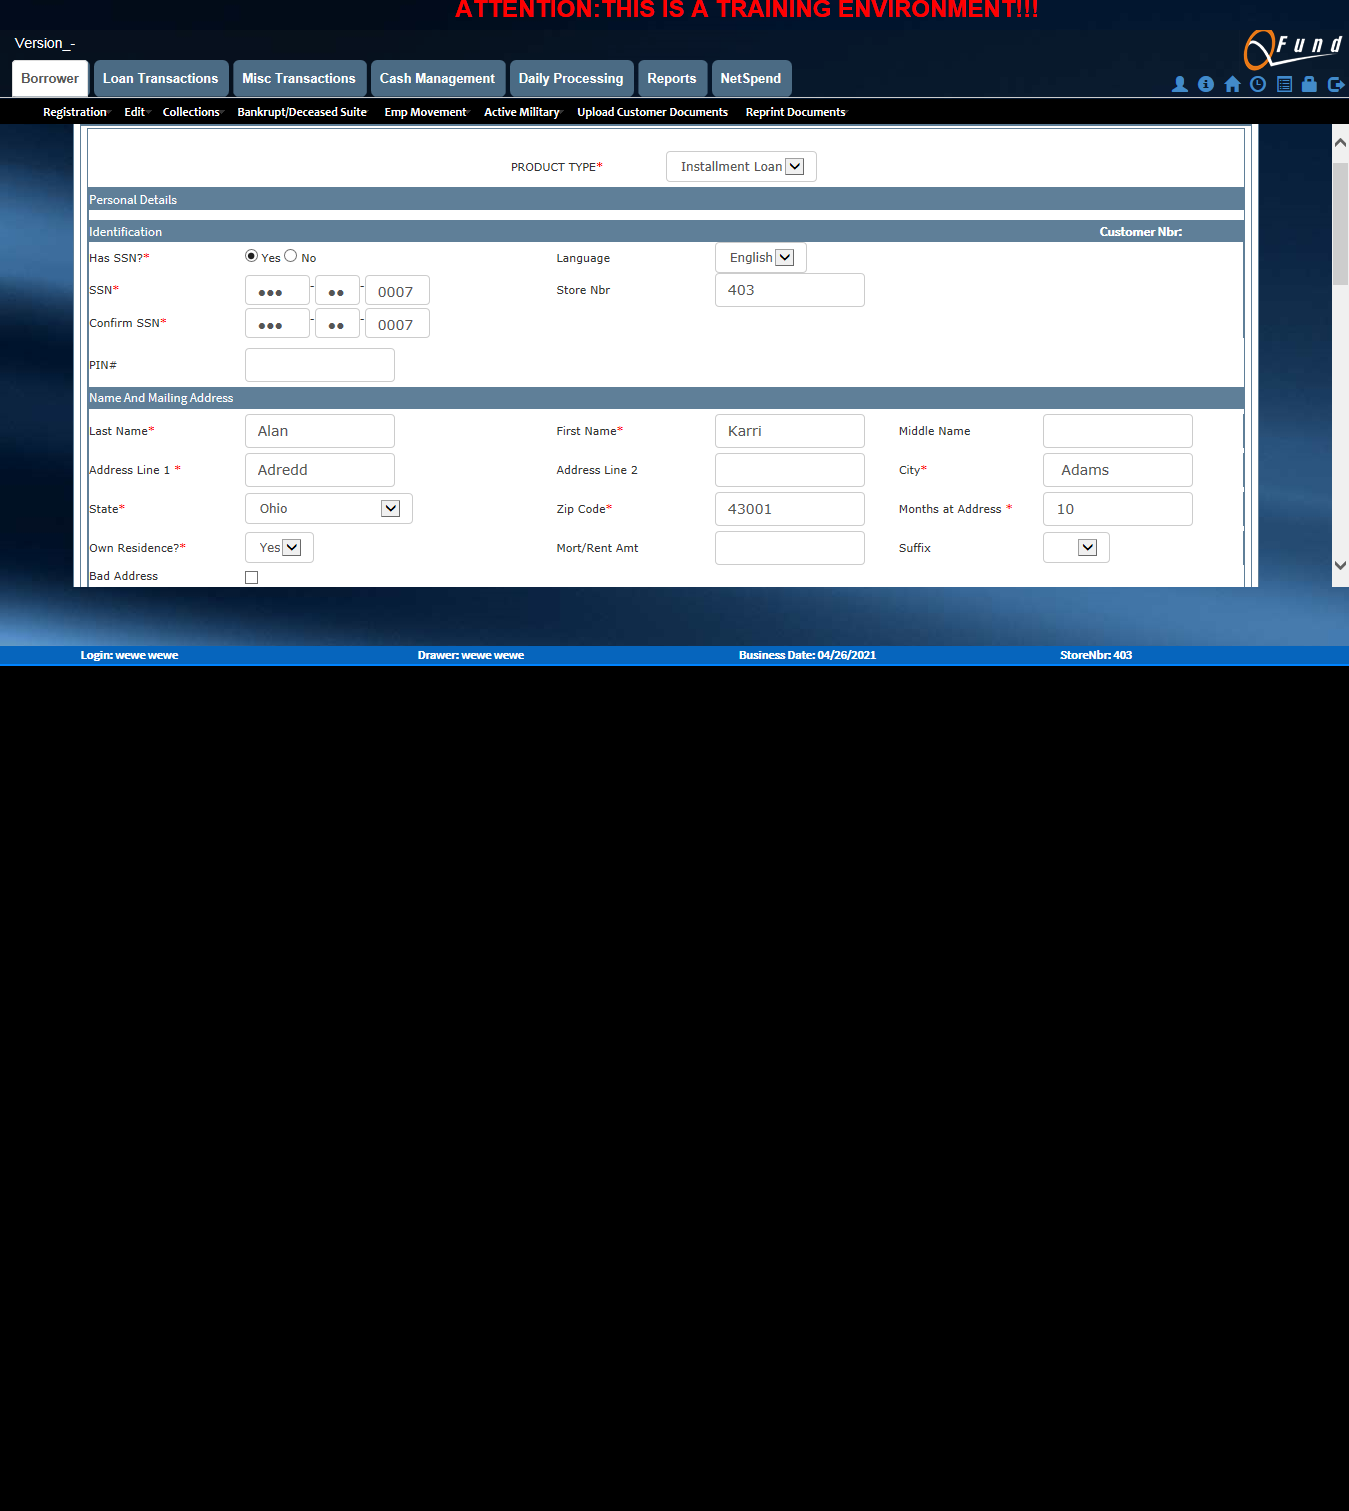 ATTENTION:THIS IS A TRAINING ENVIRONMENT!!!
Version_-
QFund
Borrower Loan Transactions Misc Transactions Cash Management Daily Processing Reports NetSpend
Registration Edit Collections Bankrupt/Deceased Suite Emp Movement Active Military Upload Customer Documents Reprint Documents
PRODUCT TYPE* Installment Loan
Personal Details
Identification Customer Nbr:
Has SSN?* Yes No Language English
SSN* ●●● - ●● - 0007 Store Nbr 403
Confirm SSN* ●●● - ●● - 0007
PIN#
Name And Mailing Address
Last Name* Alan First Name* Karri Middle Name
Address Line 1 * Adredd Address Line 2 City* Adams
State* Ohio Zip Code* 43001 Months at Address * 10
Own Residence?* Yes Mort/Rent Amt Suffix
Bad Address
Login: wewe wewe Drawer: wewe wewe Business Date: 04/26/2021 StoreNbr: 403